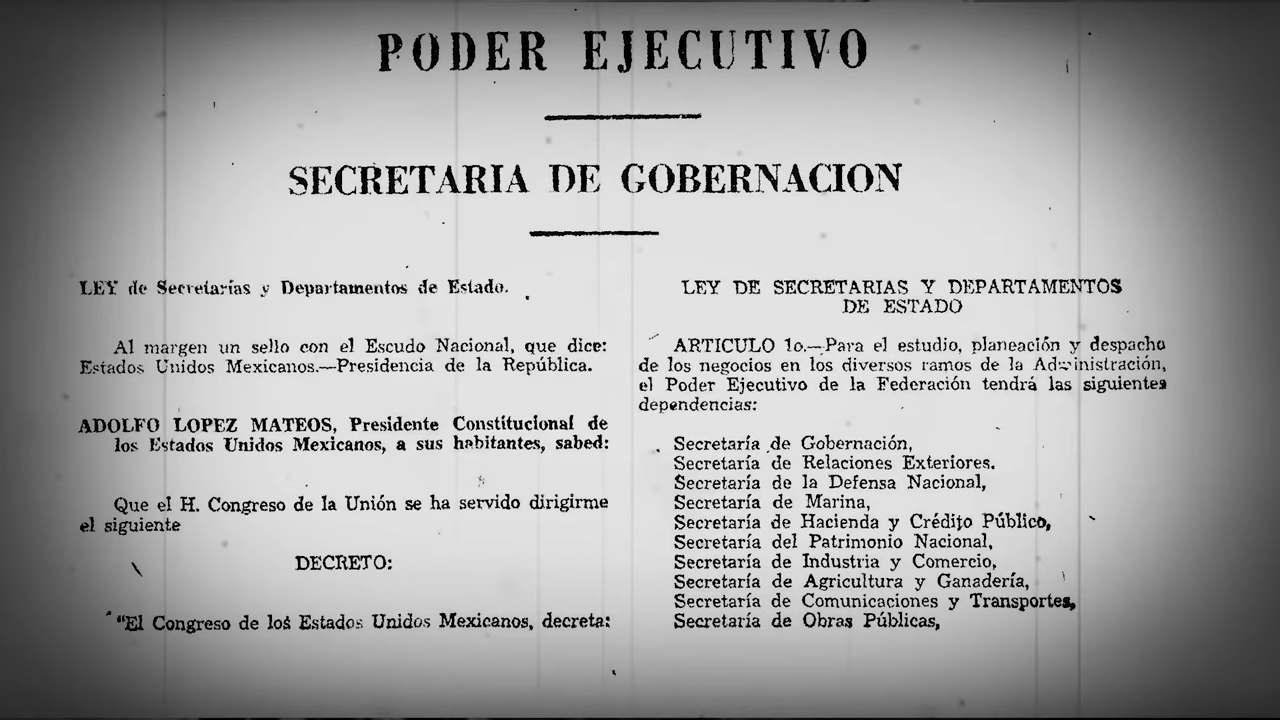 PODER EJECUTIVO
SECRETARIA DE GOBERNACION
LEY de Secretarías y Departamentos de Estado.
Al margen un sello con el Escudo Nacional, que dice:
Estados Unidos Mexicanos.—Presidencia de la República.
ADOLFO LOPEZ MATEOS, Presidente Constitucional de
los Estados Unidos Mexicanos, a sus habitantes, sabed:
Que el H. Congreso de la Unión se ha servido dirigirme
el siguiente
DECRETO:
"El Congreso de los Estados Unidos Mexicanos, decreta:
LEY DE SECRETARIAS Y DEPARTAMENTOS
DE ESTADO
ARTICULO 1o.—Para el estudio, planeación y despacho
de los negocios en los diversos ramos de la Administración,
el Poder Ejecutivo de la Federación tendrá las siguientes
dependencias:
Secretaría de Gobernación,
Secretaría de Relaciones Exteriores.
Secretaría de la Defensa Nacional,
Secretaría de Marina,
Secretaría de Hacienda y Crédito Público,
Secretaría del Patrimonio Nacional,
Secretaría de Industria y Comercio,
Secretaría de Agricultura y Ganadería,
Secretaría de Comunicaciones y Transportes,
Secretaría de Obras Públicas,